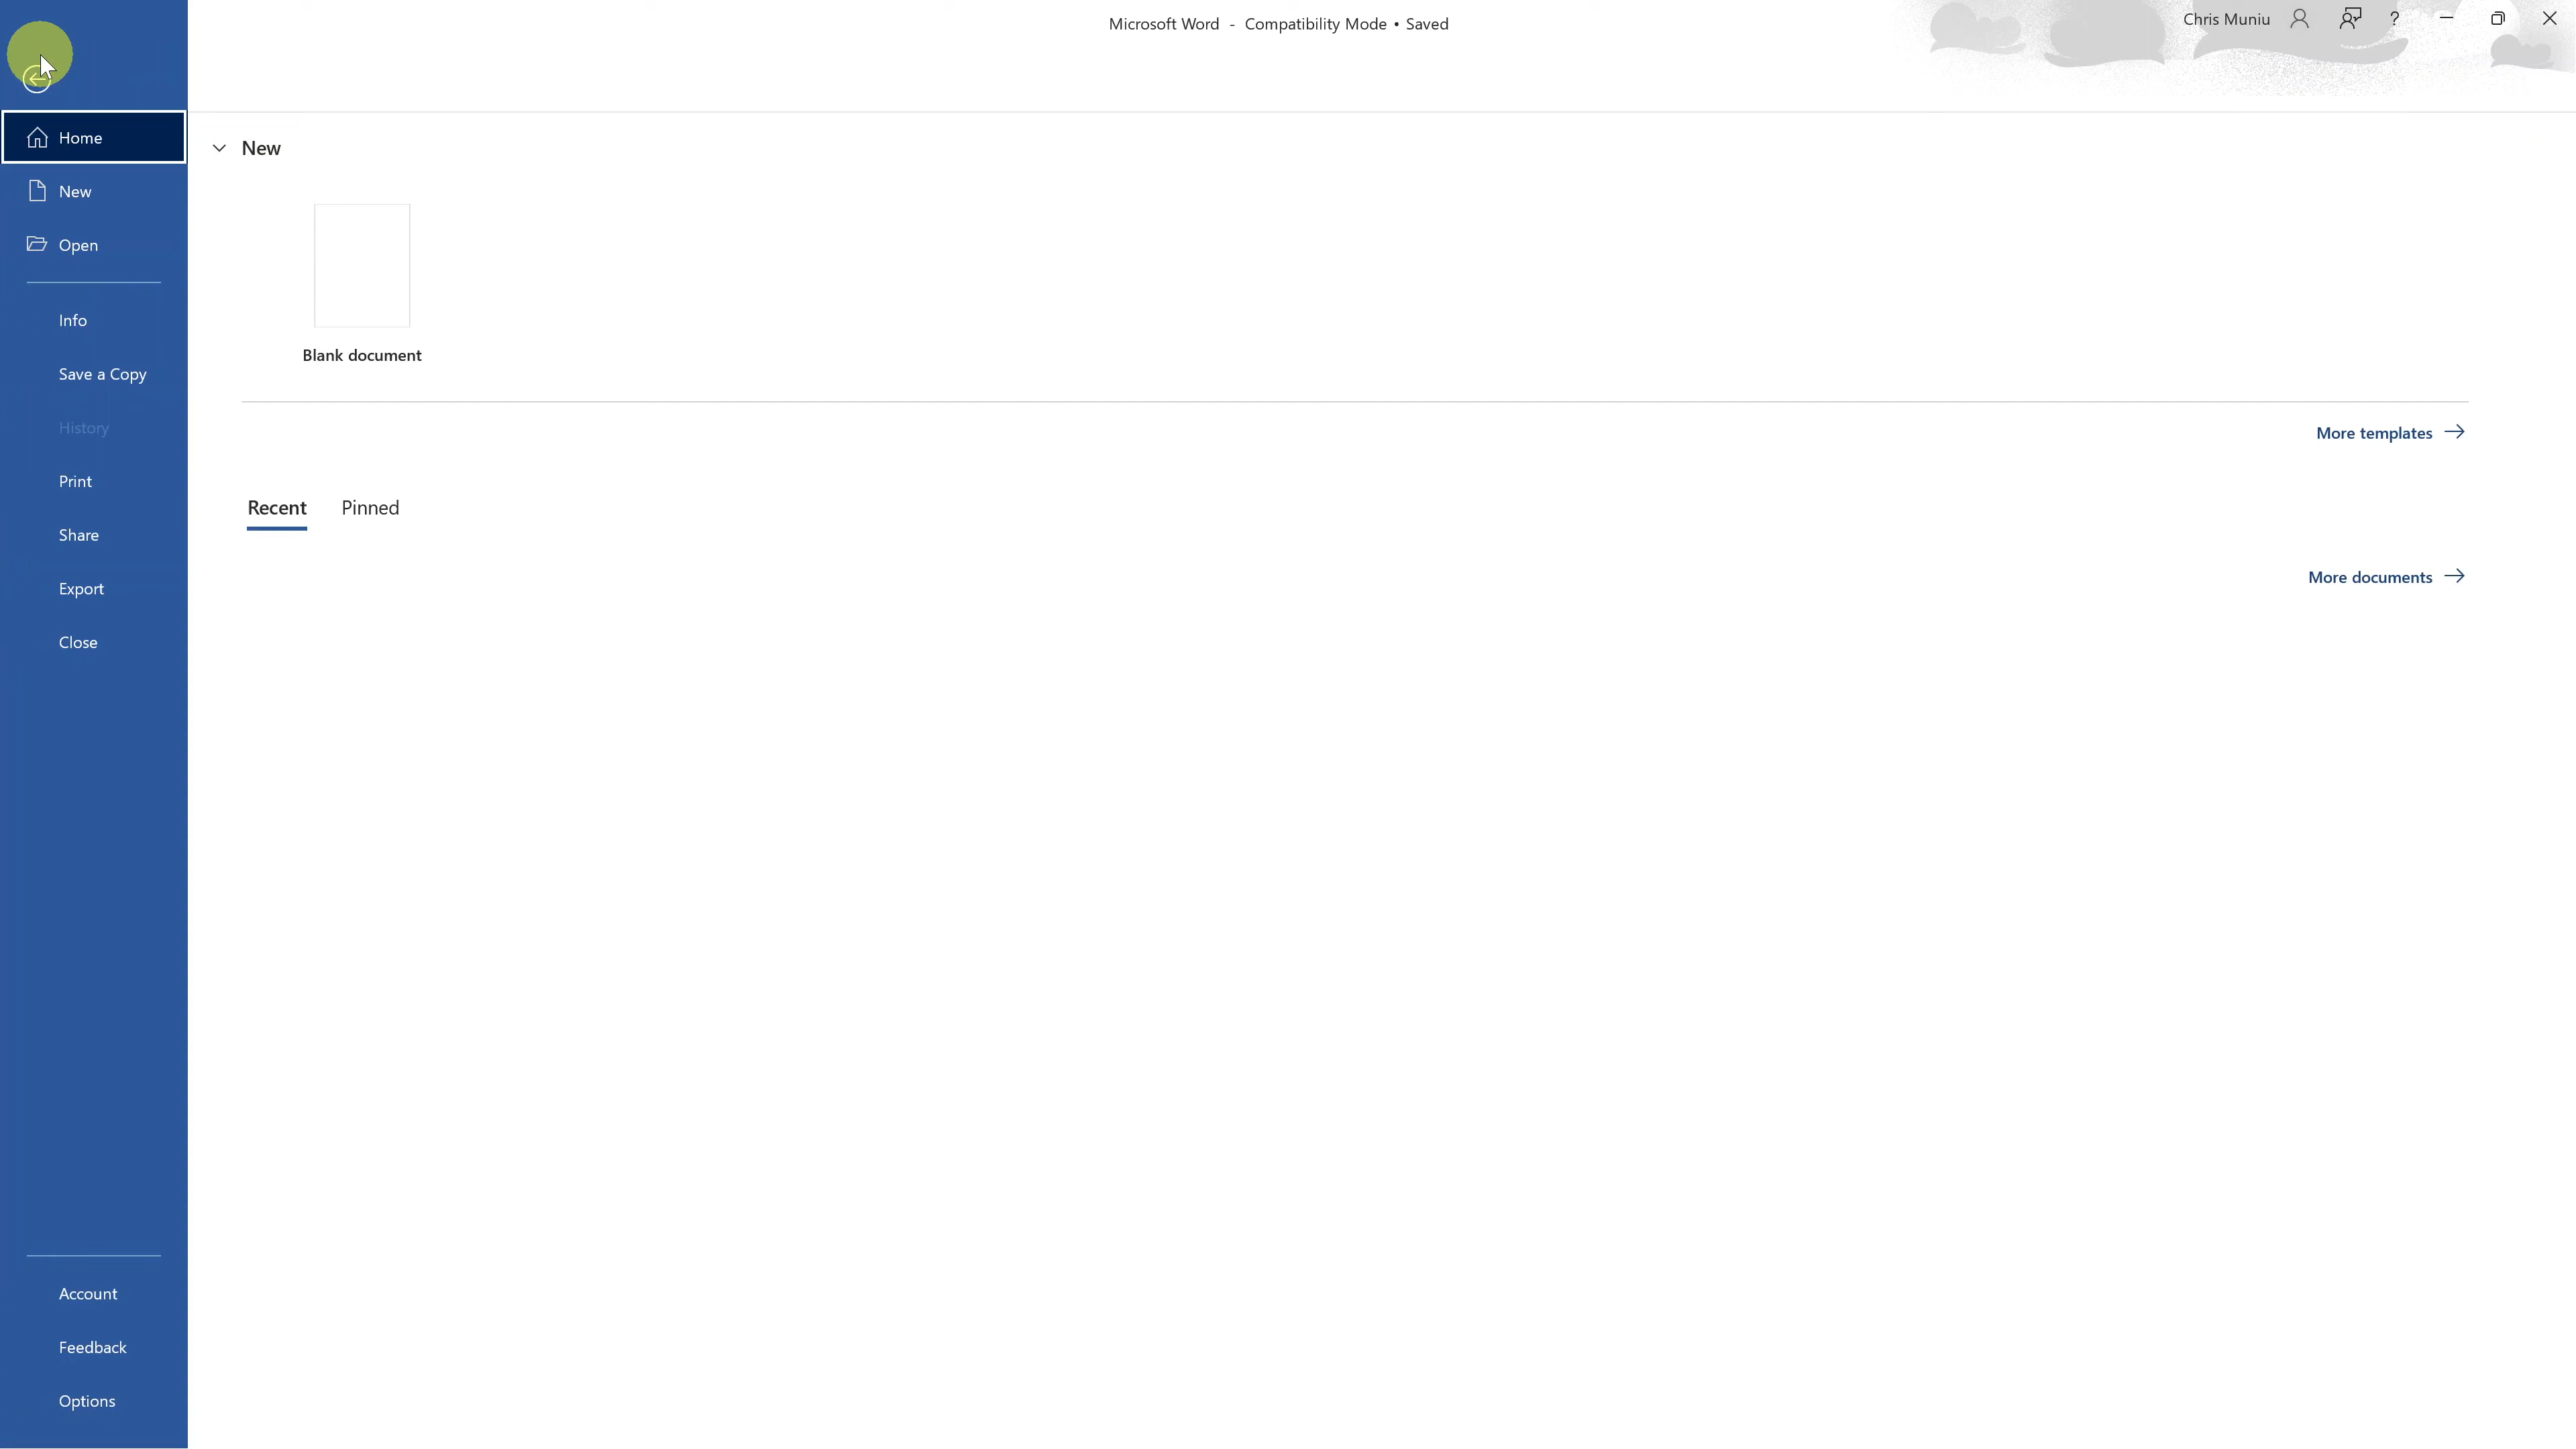 Microsoft Word - Compatibility Mode • Saved
Chris Muniu
?
Home
New
Open
Info
Save a Copy
History
Print
Share
Export
Close
Account
Feedback
Options
New
Blank document
More templates
Recent Pinned
More documents